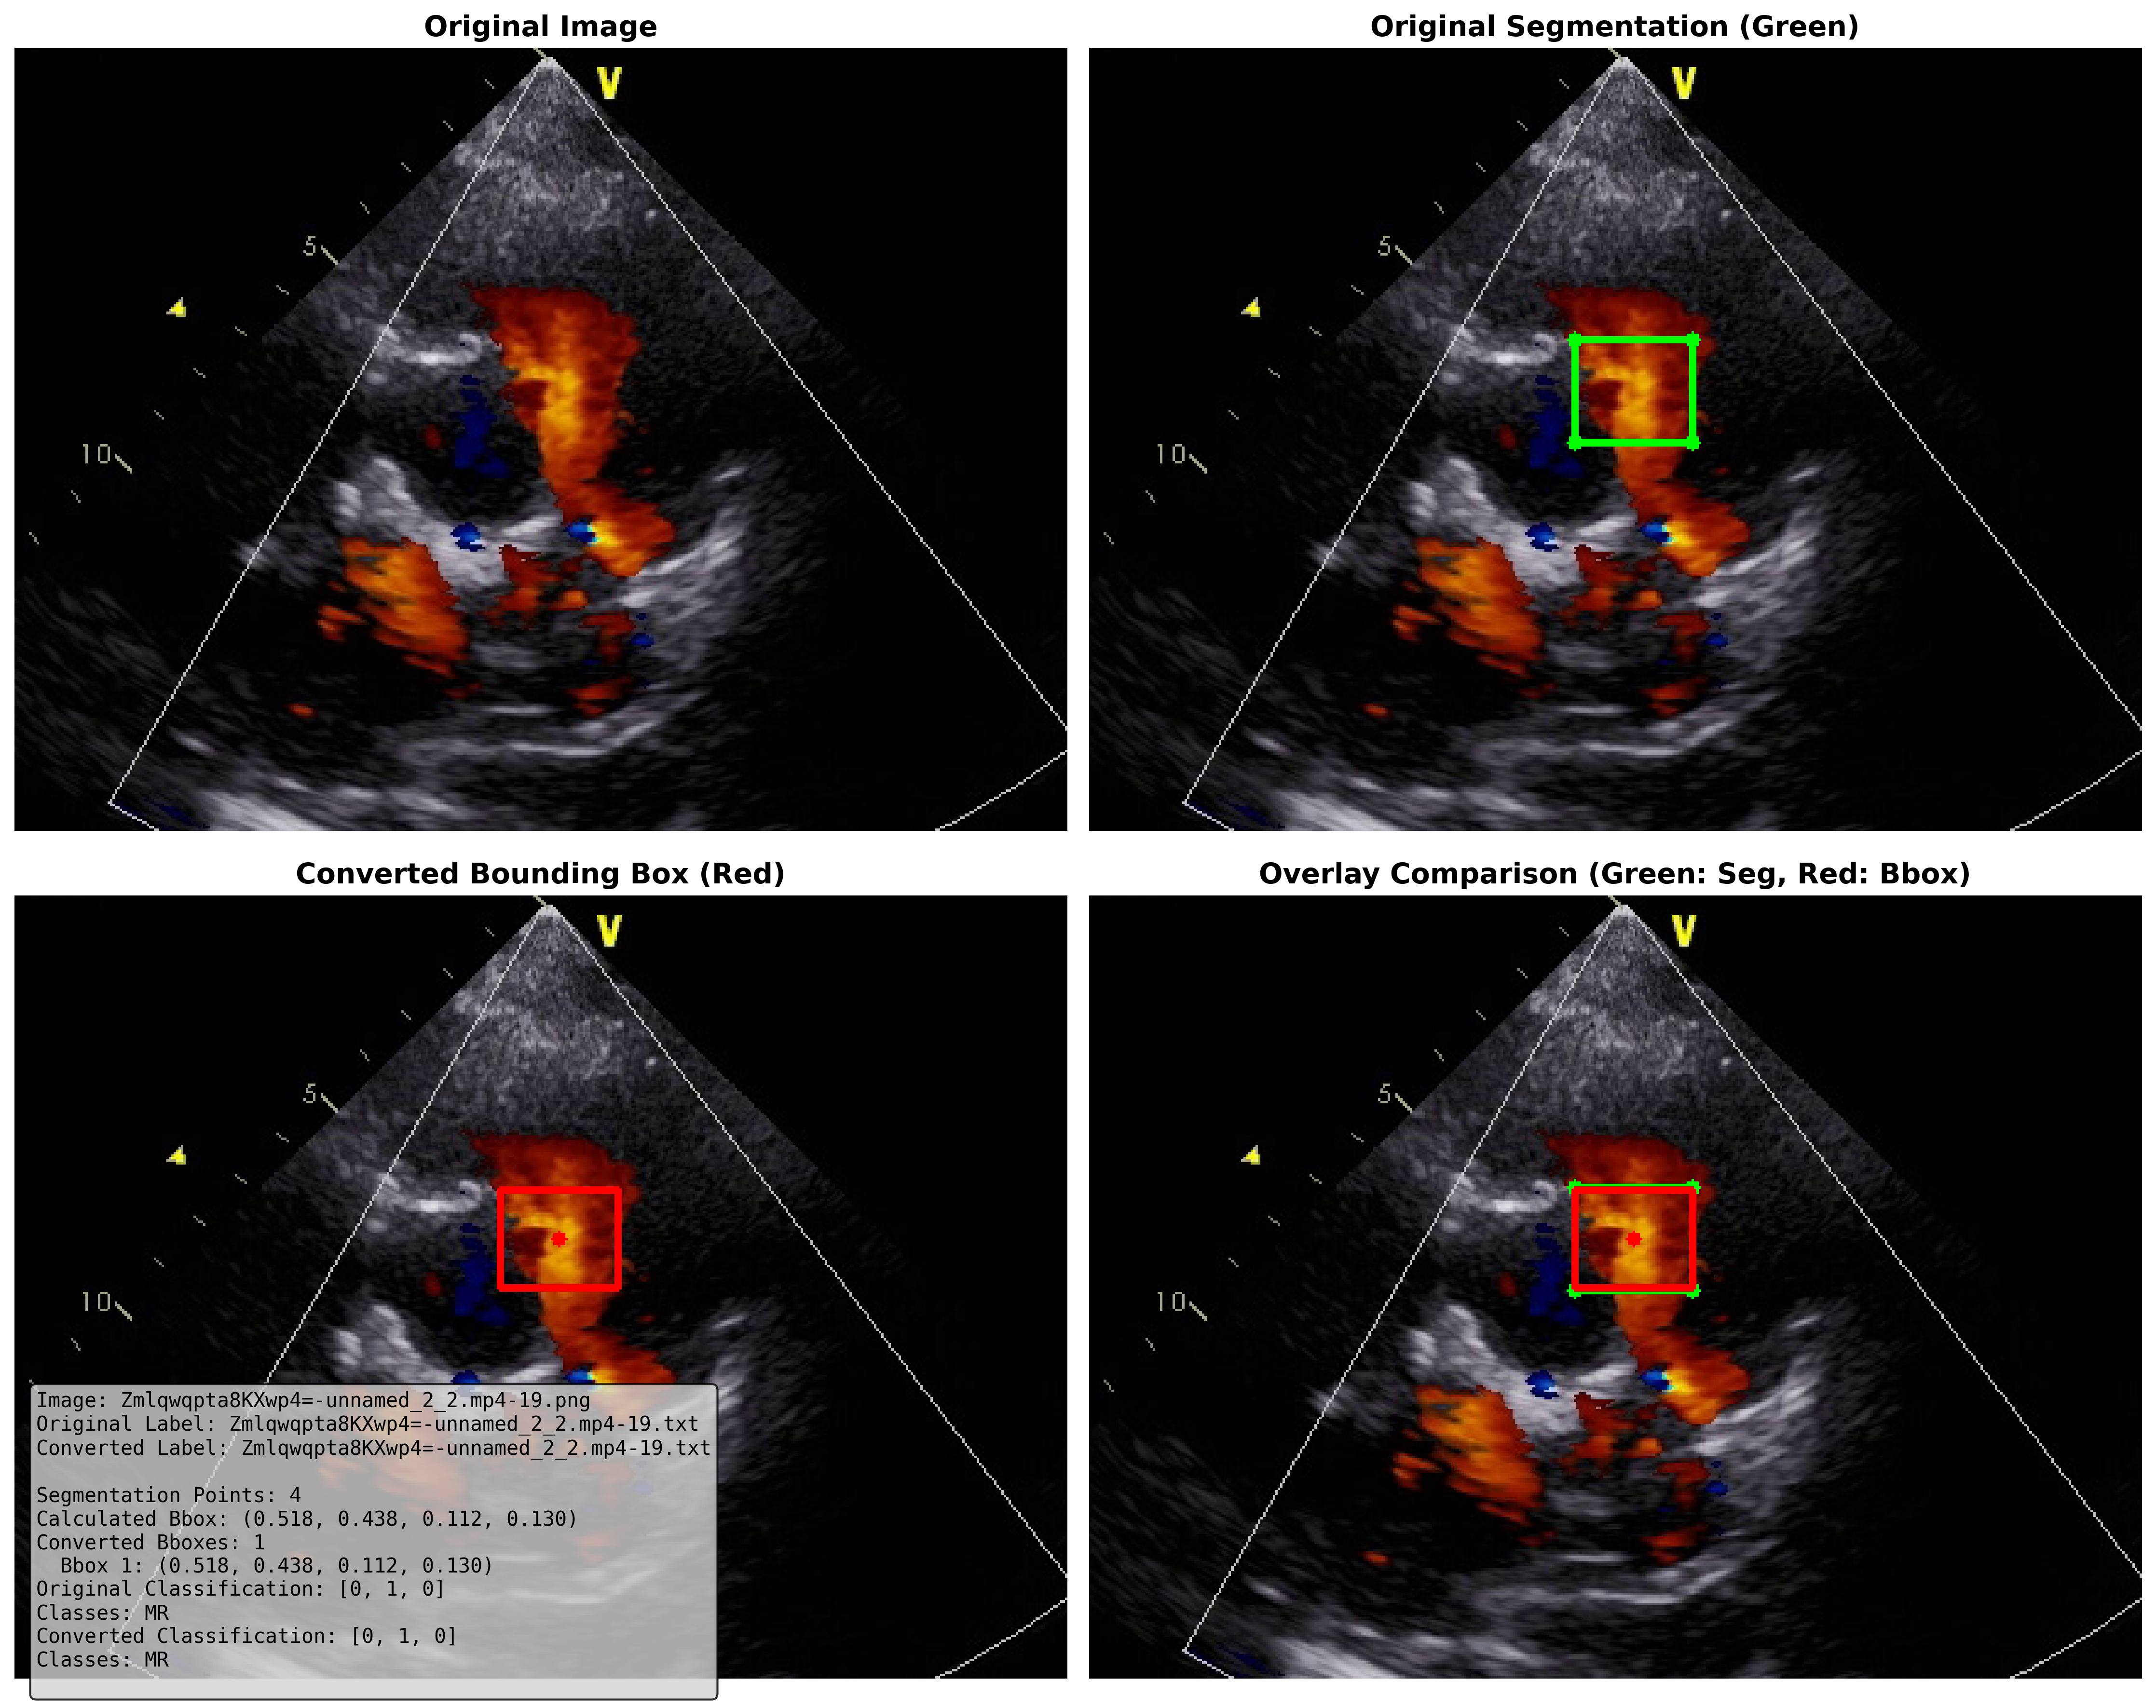 Original Image
Original Segmentation (Green)
V
5
10
V
5
10
Converted Bounding Box (Red)
Overlay Comparison (Green: Seg, Red: Bbox)
V
5
10
V
5
10
Image: Zmlqwqpta8KXwp4=-unnamed_2_2.mp4-19.png
Original Label: Zmlqwqpta8KXwp4=-unnamed_2_2.mp4-19.txt
Converted Label: Zmlqwqpta8KXwp4=-unnamed_2_2.mp4-19.txt
Segmentation Points: 4
Calculated Bbox: (0.518, 0.438, 0.112, 0.130)
Converted Bboxes: 1
Bbox 1: (0.518, 0.438, 0.112, 0.130)
Original Classification: [0, 1, 0]
Classes: MR
Converted Classification: [0, 1, 0]
Classes: MR